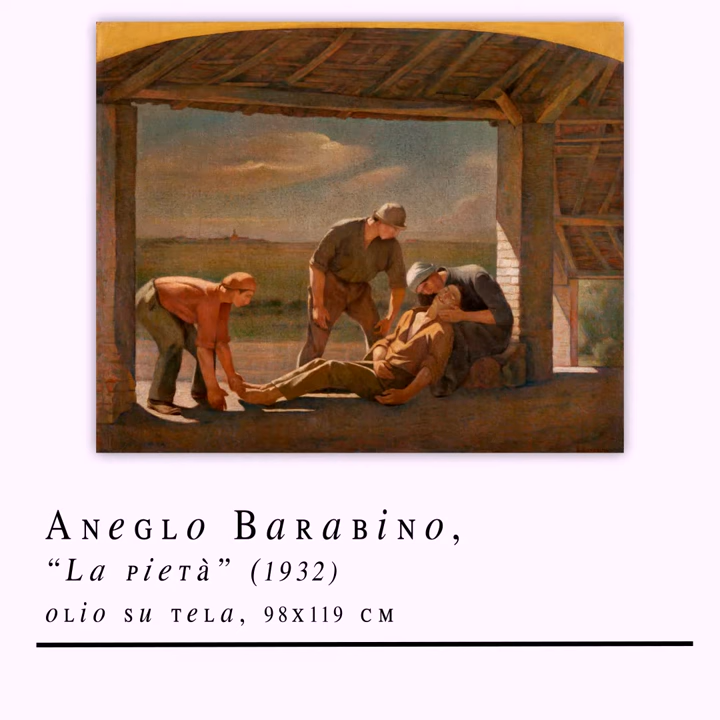 Aneglo Barabino,
“La pietà” (1932)
olio su tela, 98x119 cm